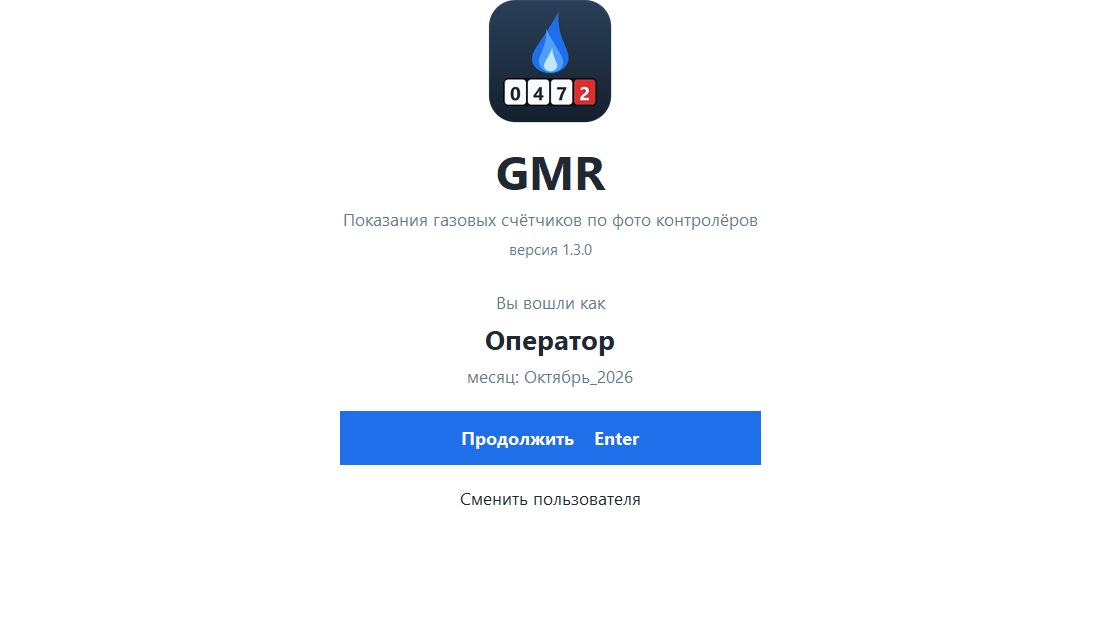 0472
GMR
Показания газовых счётчиков по фото контролёров
версия 1.3.0
Вы вошли как
Оператор
месяц: Октябрь_2026
Продолжить Enter
Сменить пользователя